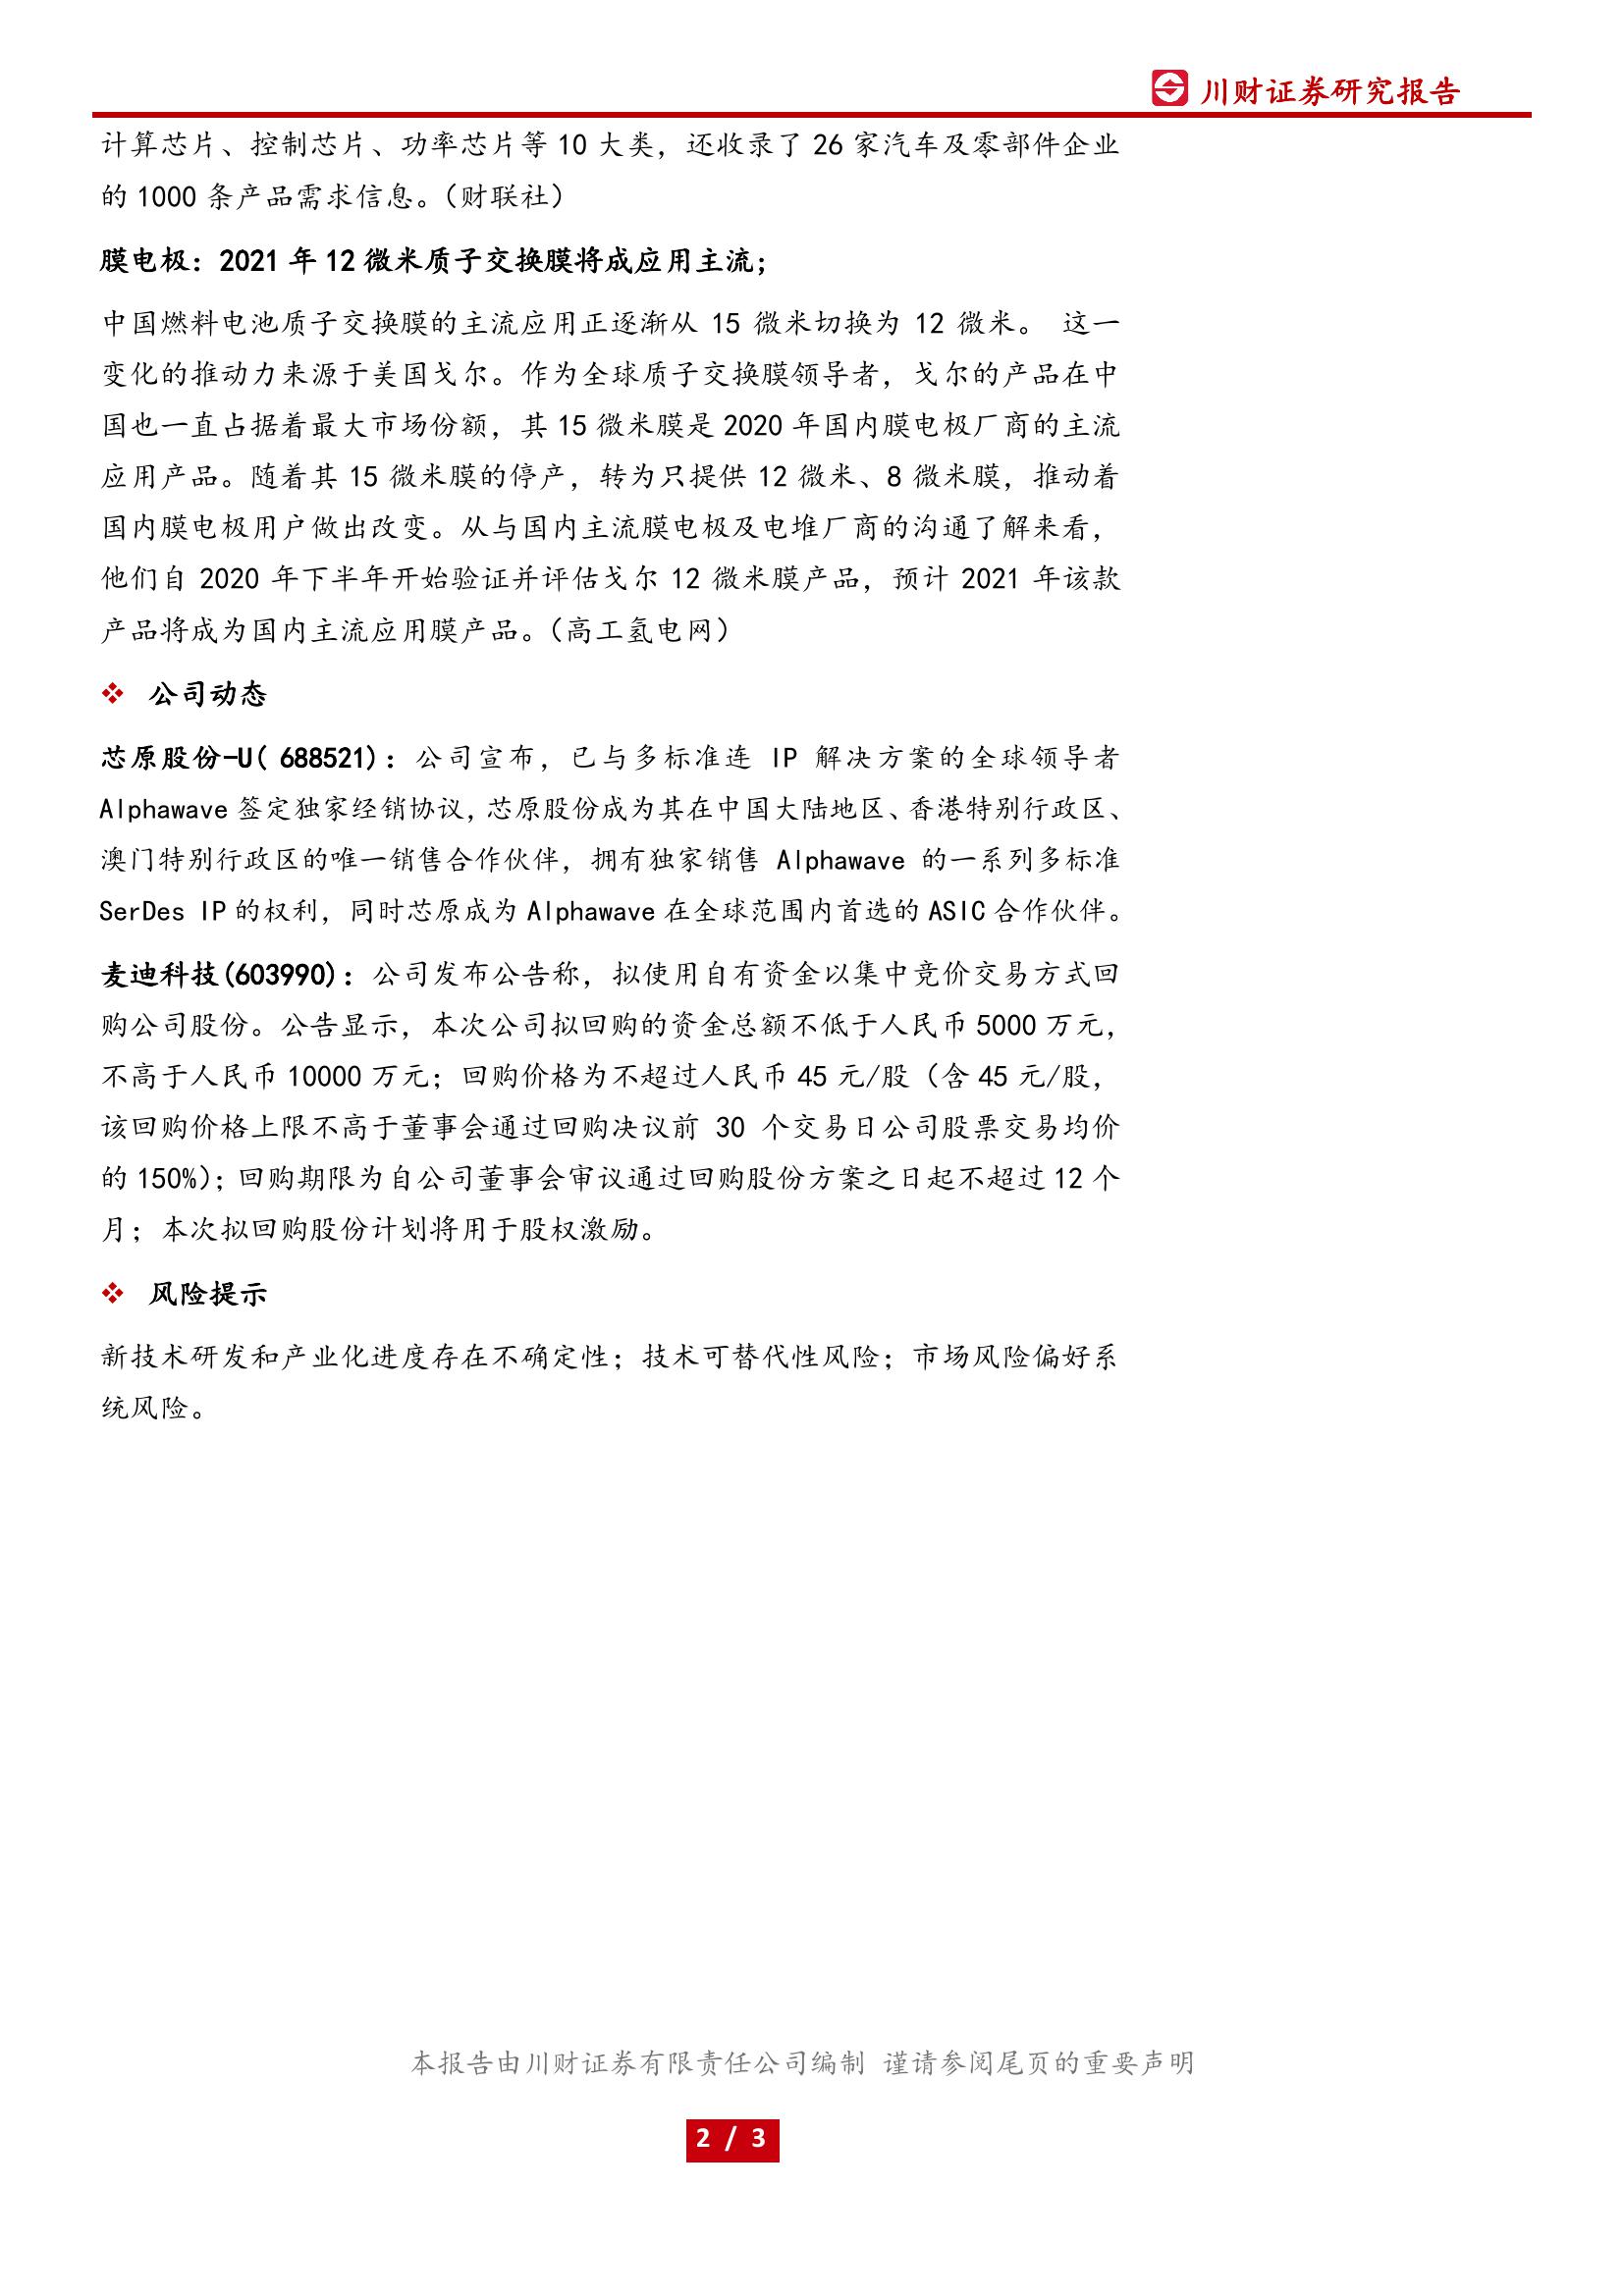 川财证券研究报告
计算芯片、控制芯片、功率芯片等 10 大类，还收录了 26 家汽车及零部件企业
的 1000 条产品需求信息。（财联社）
膜电极：2021 年 12 微米质子交换膜将成应用主流；
中国燃料电池质子交换膜的主流应用正逐渐从 15 微米切换为 12 微米。 这一
变化的推动力来源于美国戈尔。作为全球质子交换膜领导者，戈尔的产品在中
国也一直占据着最大市场份额，其 15 微米膜是 2020 年国内膜电极厂商的主流
应用产品。随着其 15 微米膜的停产，转为只提供 12 微米、8 微米膜，推动着
国内膜电极用户做出改变。从与国内主流膜电极及电堆厂商的沟通了解来看，
他们自 2020 年下半年开始验证并评估戈尔 12 微米膜产品，预计 2021 年该款
产品将成为国内主流应用膜产品。（高工氢电网）
❖ 公司动态
芯原股份-U( 688521)：公司宣布，已与多标准连 IP 解决方案的全球领导者
Alphawave 签定独家经销协议，芯原股份成为其在中国大陆地区、香港特别行政区、
澳门特别行政区的唯一销售合作伙伴，拥有独家销售 Alphawave 的一系列多标准
SerDes IP 的权利，同时芯原成为 Alphawave 在全球范围内首选的 ASIC 合作伙伴。
麦迪科技(603990)：公司发布公告称，拟使用自有资金以集中竞价交易方式回
购公司股份。公告显示，本次公司拟回购的资金总额不低于人民币 5000 万元，
不高于人民币 10000 万元；回购价格为不超过人民币 45 元/股（含 45 元/股，
该回购价格上限不高于董事会通过回购决议前 30 个交易日公司股票交易均价
的 150%）；回购期限为自公司董事会审议通过回购股份方案之日起不超过 12 个
月；本次拟回购股份计划将用于股权激励。
❖ 风险提示
新技术研发和产业化进度存在不确定性；技术可替代性风险；市场风险偏好系
统风险。
本报告由川财证券有限责任公司编制 谨请参阅尾页的重要声明
2 / 3